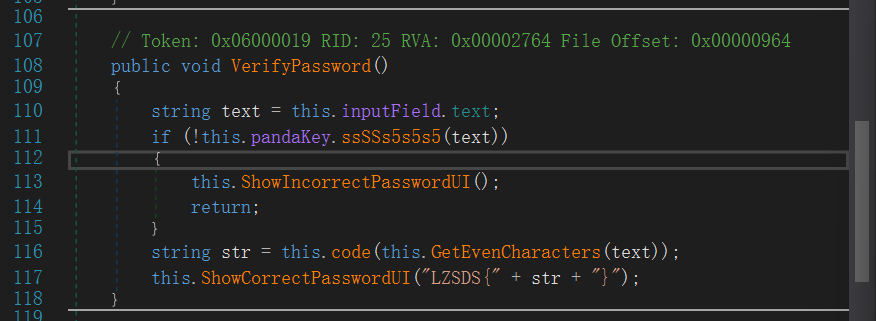 106
107 // Token: 0x06000019 RID: 25 RVA: 0x00002764 File Offset: 0x00000964
108 public void VerifyPassword()
109 {
110 string text = this.inputField.text;
111 if (!this.pandaKey.ssSSs5s5s5(text))
112 {
113 this.ShowIncorrectPasswordUI();
114 return;
115 }
116 string str = this.code(this.GetEvenCharacters(text));
117 this.ShowCorrectPasswordUI("LZSDS{" + str + "}");
118 }
119